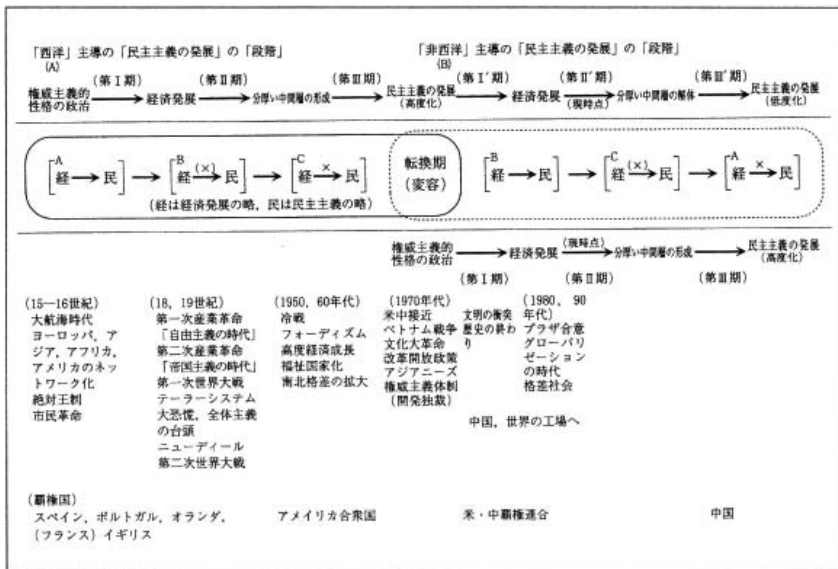 「西洋」主導の「民主主義の発展」の「段階」
(A)
(第Ⅰ期) (第Ⅱ期) (第Ⅲ期)
権威主義的性格の政治 → 経済発展 → 分厚い中間層の形成 → 民主主義の発展(高度化)
「非西洋」主導の「民主主義の発展」の「段階」
(B)
(第Ⅰ'期) (第Ⅱ'期) (第Ⅲ'期)
経済発展 → (現時点) 分厚い中間層の解体 → 民主主義の発展(低度化)
[A 経 → 民] → [B 経 (×)→ 民] → [C 経 ×→ 民]
(経は経済発展の略，民は民主主義の略)
転換期
(変容)
[B 経 → 民] → [C 経 (×)→ 民] → [A 経 ×→ 民]
権威主義的性格の政治 → 経済発展 (現時点)→ 分厚い中間層の形成 → 民主主義の発展(高度化)
(第Ⅰ期) (第Ⅱ期) (第Ⅲ期)
(15—16世紀)
大航海時代
ヨーロッパ，ア
ジア，アフリカ，
アメリカのネッ
トワーク化
絶対王制
市民革命
(18，19世紀)
第一次産業革命
「自由主義の時代」
第二次産業革命
「帝国主義の時代」
第一次世界大戦
テーラーシステム
大恐慌，全体主義
の台頭
ニューディール
第二次世界大戦
(1950，60年代)
冷戦
フォーディズム
高度経済成長
福祉国家化
南北格差の拡大
(1970年代)
米中接近
ベトナム戦争
文化大革命
改革開放政策
アジアニーズ
権威主義体制
(開発独裁)
文明の衝突
歴史の終わ
り
(1980，90
年代)
プラザ合意
グローバリ
ゼーション
の時代
格差社会
中国，世界の工場へ
(覇権国)
スペイン，ポルトガル，オランダ，
(フランス) イギリス
アメリカ合衆国
米・中覇権連合
中国